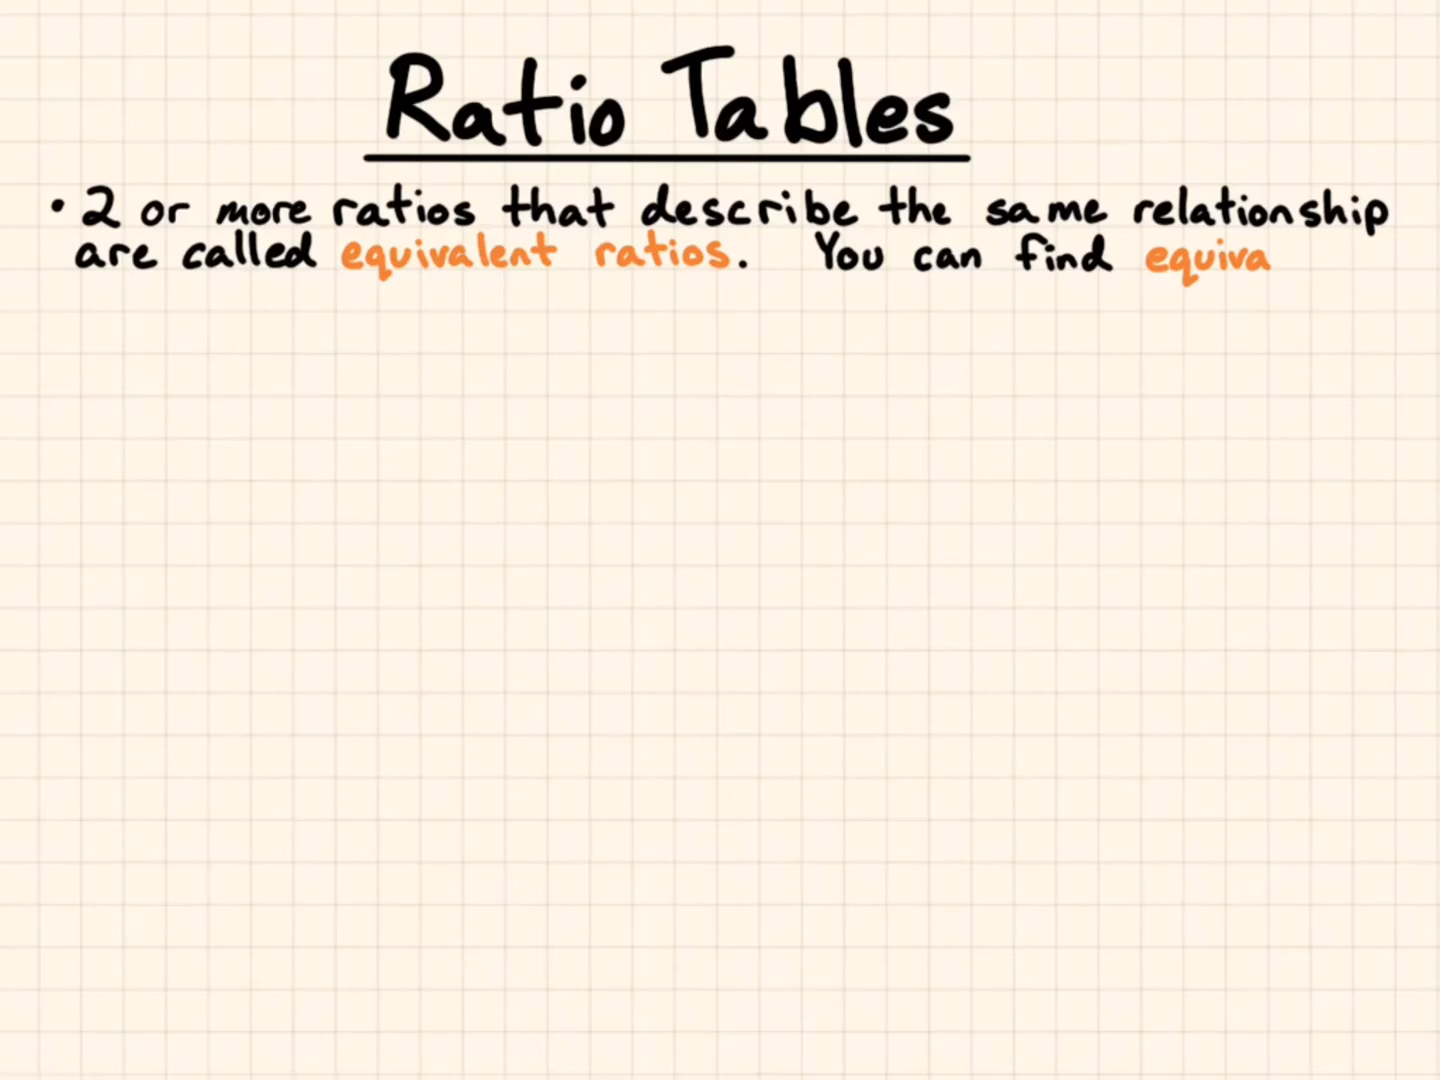 Ratio Tables
• 2 or more ratios that describe the same relationship
are called equivalent ratios. You can find equiva